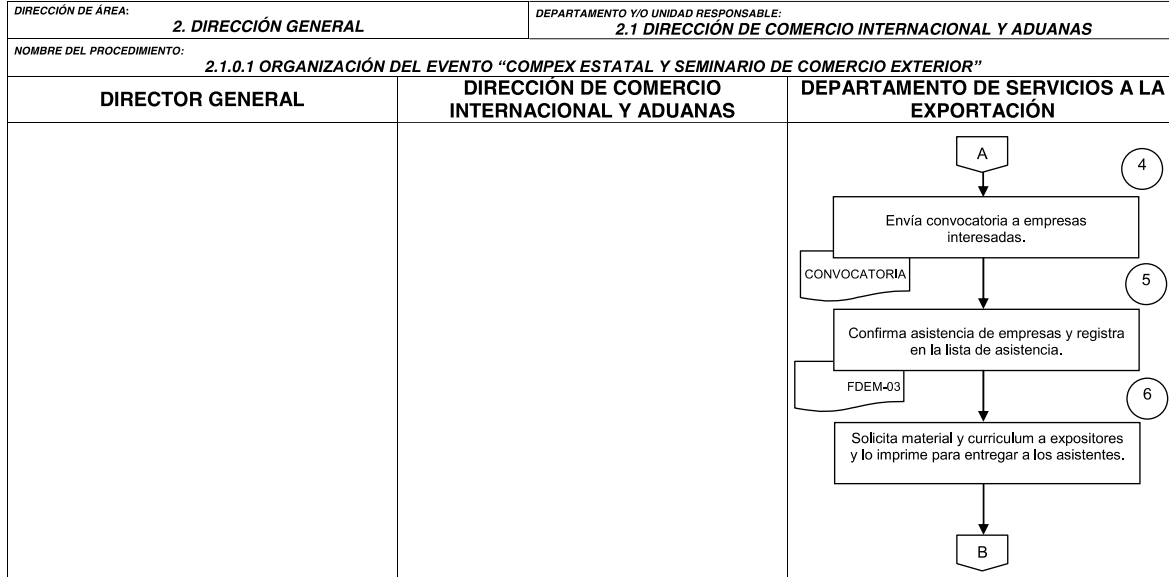 DIRECCIÓN DE ÁREA:
2. DIRECCIÓN GENERAL
DEPARTAMENTO Y/O UNIDAD RESPONSABLE:
2.1 DIRECCIÓN DE COMERCIO INTERNACIONAL Y ADUANAS
NOMBRE DEL PROCEDIMIENTO:
2.1.0.1 ORGANIZACIÓN DEL EVENTO “COMPEX ESTATAL Y SEMINARIO DE COMERCIO EXTERIOR”
DIRECTOR GENERAL
DIRECCIÓN DE COMERCIO
INTERNACIONAL Y ADUANAS
DEPARTAMENTO DE SERVICIOS A LA
EXPORTACIÓN
A
4
Envía convocatoria a empresas
interesadas.
CONVOCATORIA
5
Confirma asistencia de empresas y registra
en la lista de asistencia.
FDEM-03
6
Solicita material y curriculum a expositores
y lo imprime para entregar a los asistentes.
B